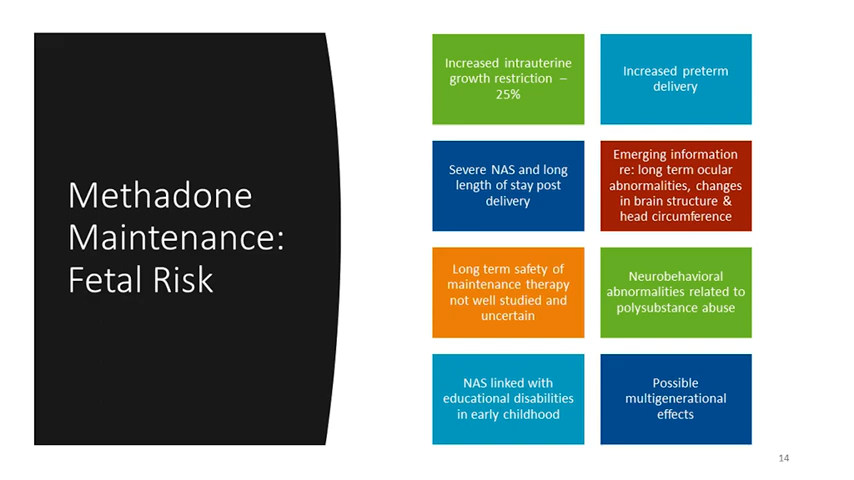 Methadone
Maintenance:
Fetal Risk
Increased intrauterine
growth restriction –
25%
Increased preterm
delivery
Severe NAS and long
length of stay post
delivery
Emerging information
re: long term ocular
abnormalities, changes
in brain structure &
head circumference
Long term safety of
maintenance therapy
not well studied and
uncertain
Neurobehavioral
abnormalities related to
polysubstance abuse
NAS linked with
educational disabilities
in early childhood
Possible
multigenerational
effects
14